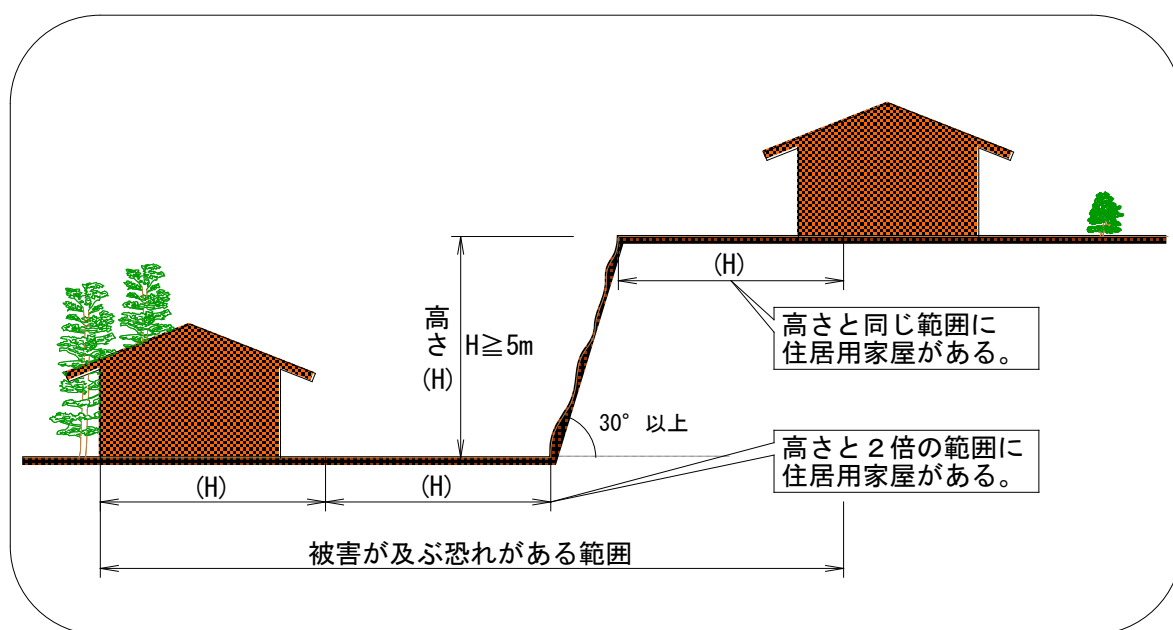 (H)
高さと同じ範囲に
住居用家屋がある。
高さ
(H)
H≧5m
30° 以上
高さと２倍の範囲に
住居用家屋がある。
(H)
(H)
被害が及ぶ恐れがある範囲